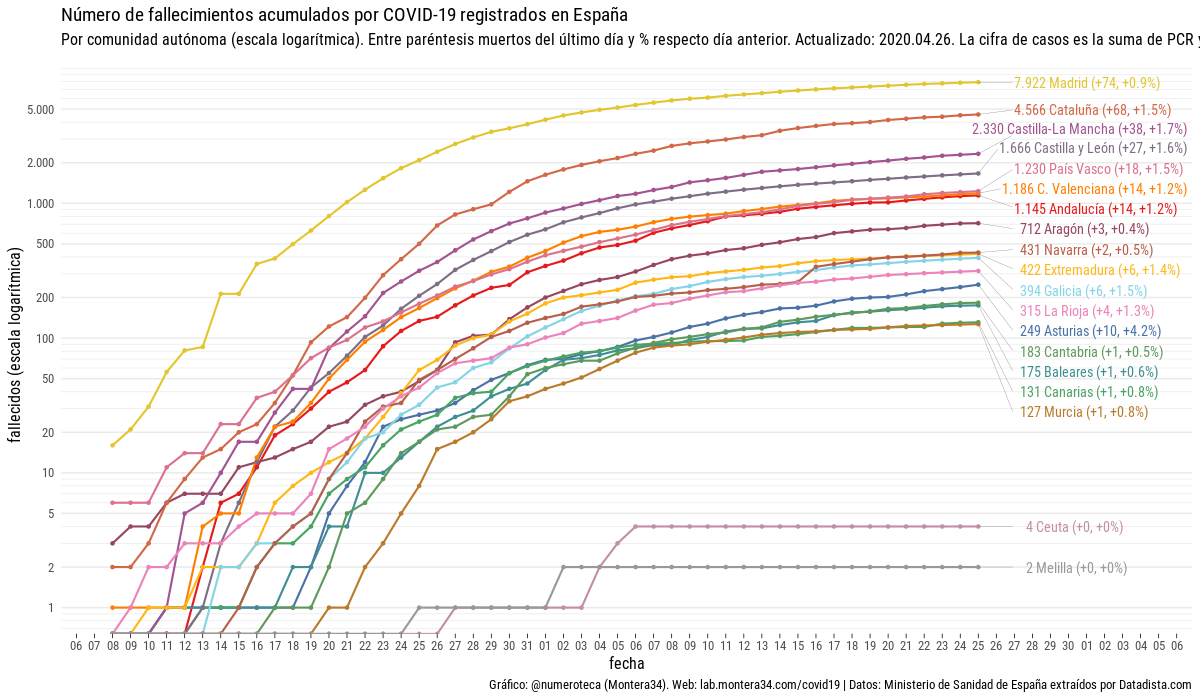 Número de fallecimientos acumulados por COVID-19 registrados en España
Por comunidad autónoma (escala logarítmica). Entre paréntesis muertos del último día y % respecto día anterior. Actualizado: 2020.04.26. La cifra de casos es la suma de PCR y
fallecidos (escala logarítmica)
5.000
2.000
1.000
500
200
100
50
20
10
5
2
1
7.922 Madrid (+74, +0.9%)
4.566 Cataluña (+68, +1.5%)
2.330 Castilla-La Mancha (+38, +1.7%)
1.666 Castilla y León (+27, +1.6%)
1.230 País Vasco (+18, +1.5%)
1.186 C. Valenciana (+14, +1.2%)
1.145 Andalucía (+14, +1.2%)
712 Aragón (+3, +0.4%)
431 Navarra (+2, +0.5%)
422 Extremadura (+6, +1.4%)
394 Galicia (+6, +1.5%)
315 La Rioja (+4, +1.3%)
249 Asturias (+10, +4.2%)
183 Cantabria (+1, +0.5%)
175 Baleares (+1, +0.6%)
131 Canarias (+1, +0.8%)
127 Murcia (+1, +0.8%)
4 Ceuta (+0, +0%)
2 Melilla (+0, +0%)
06 07 08 09 10 11 12 13 14 15 16 17 18 19 20 21 22 23 24 25 26 27 28 29 30 31 01 02 03 04 05 06 07 08 09 10 11 12 13 14 15 16 17 18 19 20 21 22 23 24 25 26 27 28 29 30 01 02 03 04 05 06
fecha
Gráfico: @numeroteca (Montera34). Web: lab.montera34.com/covid19 | Datos: Ministerio de Sanidad de España extraídos por Datadista.com